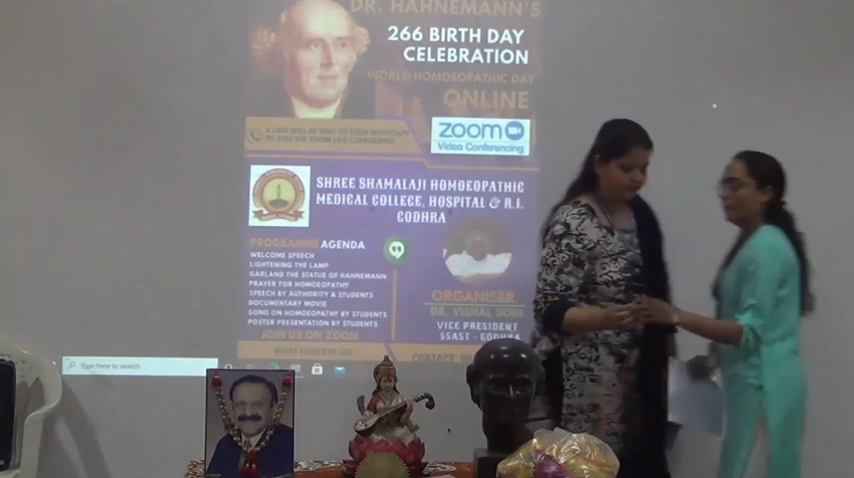 DR. HAHNEMANN'S
266 BIRTH DAY
CELEBRATION
WORLD HOMOEOPATHIC DAY
ONLINE
A LINK WILL BE SENT TO YOUR WHATSAPP
TO JOIN THE ZOOM LIVE CONFERENCE
zoom
Video Conferencing
SHREE SHAMALAJI HOMOEOPATHIC
MEDICAL COLLEGE, HOSPITAL & R.I.
GODHRA
PROGRAMME AGENDA
WELCOME SPEECH
LIGHTENING THE LAMP
GARLAND THE STATUE OF HAHNEMANN
PRAYER FOR HOMOEOPATHY
SPEECH BY AUTHORITY & STUDENTS
DOCUMENTARY MOVIE
SONG ON HOMOEOPATHY BY STUDENTS
POSTER PRESENTATION BY STUDENTS
JOIN US ON ZOOM
ORGANISER
DR. VISHAL SONI
VICE PRESIDENT
SSAST - GODHRA
CONTACT
Type here to search